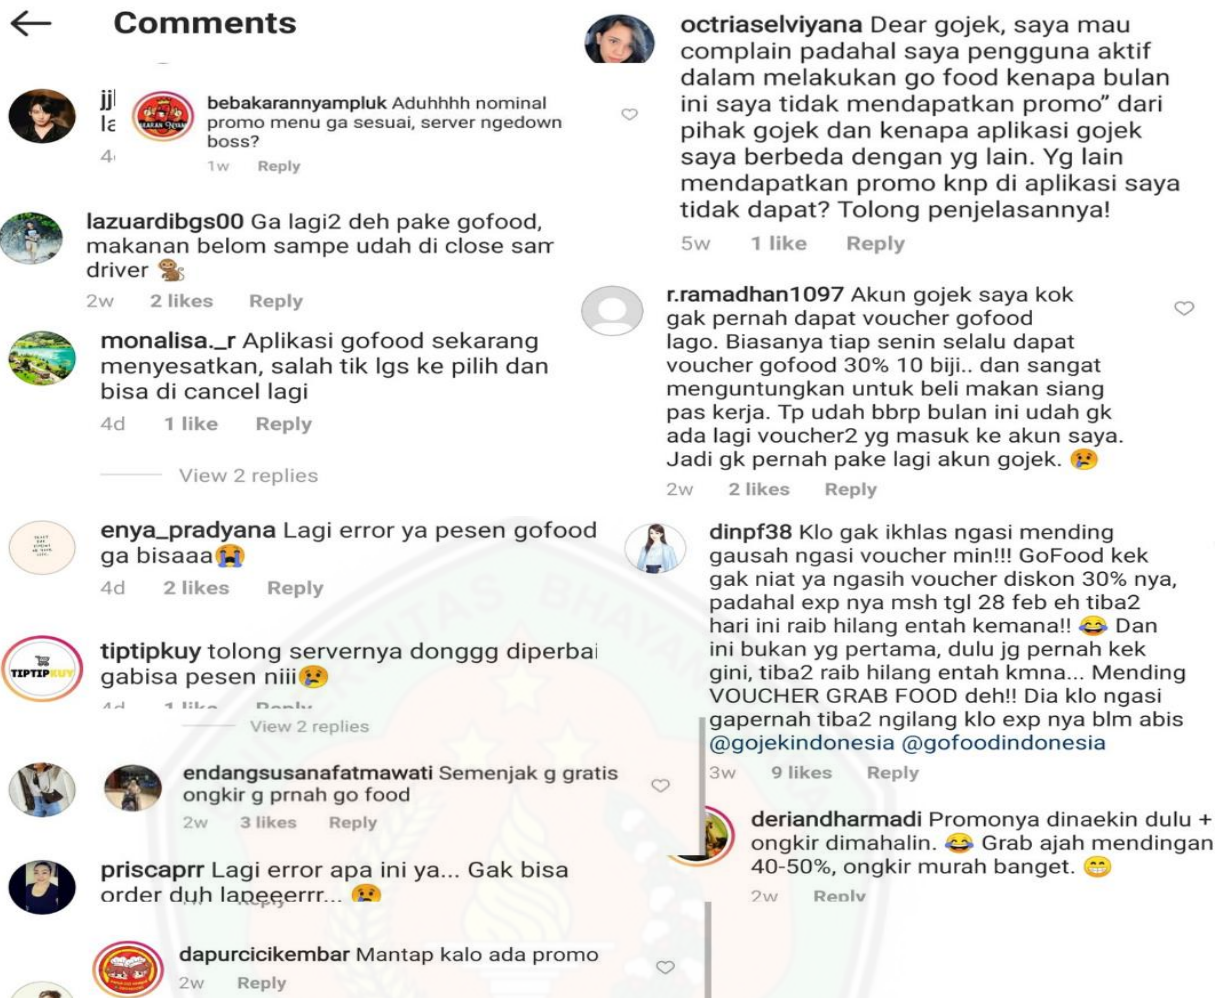 Comments
jjl
la
4
bebakarannyampluk Aduhhhh nominal
promo menu ga sesuai, server ngedown
boss?
1w Reply
lazuardibgs00 Ga lagi2 deh pake gofood,
makanan belom sampe udah di close sam
driver
2w 2 likes Reply
monalisa._r Aplikasi gofood sekarang
menyesatkan, salah tik lgs ke pilih dan
bisa di cancel lagi
4d 1 like Reply
View 2 replies
enya_pradyana Lagi error ya pesen gofood
ga bisaaa😭
4d 2 likes Reply
TIPTIPKUY
tiptipkuy tolong servernya donggg diperbai
gabisa pesen niii😢
4d 1 like Reply
View 2 replies
endangsusanafatmawati Semenjak g gratis
ongkir g prnah go food
2w 3 likes Reply
priscaprr Lagi error apa ini ya... Gak bisa
order duh lapeeerrr... 😢
Reply
dapurcicikembar Mantap kalo ada promo
2w Reply
octriaselviyana Dear gojek, saya mau
complain padahal saya pengguna aktif
dalam melakukan go food kenapa bulan
ini saya tidak mendapatkan promo” dari
pihak gojek dan kenapa aplikasi gojek
saya berbeda dengan yg lain. Yg lain
mendapatkan promo knp di aplikasi saya
tidak dapat? Tolong penjelasannya!
5w 1 like Reply
r.ramadhan1097 Akun gojek saya kok
gak pernah dapat voucher gofood
lago. Biasanya tiap senin selalu dapat
voucher gofood 30% 10 biji.. dan sangat
menguntungkan untuk beli makan siang
pas kerja. Tp udah bbrp bulan ini udah gk
ada lagi voucher2 yg masuk ke akun saya.
Jadi gk pernah pake lagi akun gojek. 😢
2w 2 likes Reply
dinpf38 Klo gak ikhlas ngasi mending
gausah ngasi voucher min!!! GoFood kek
gak niat ya ngasih voucher diskon 30% nya,
padahal exp nya msh tgl 28 feb eh tiba2
hari ini raib hilang entah kemana!! 😂 Dan
ini bukan yg pertama, dulu jg pernah kek
gini, tiba2 raib hilang entah kmna... Mending
VOUCHER GRAB FOOD deh!! Dia klo ngasi
gapernah tiba2 ngilang klo exp nya blm abis
@gojekindonesia @gofoodindonesia
3w 9 likes Reply
deriandharmadi Promonya dinaekin dulu +
ongkir dimahalin. 😂 Grab ajah mendingan
40-50%, ongkir murah banget. 😁
2w Reply